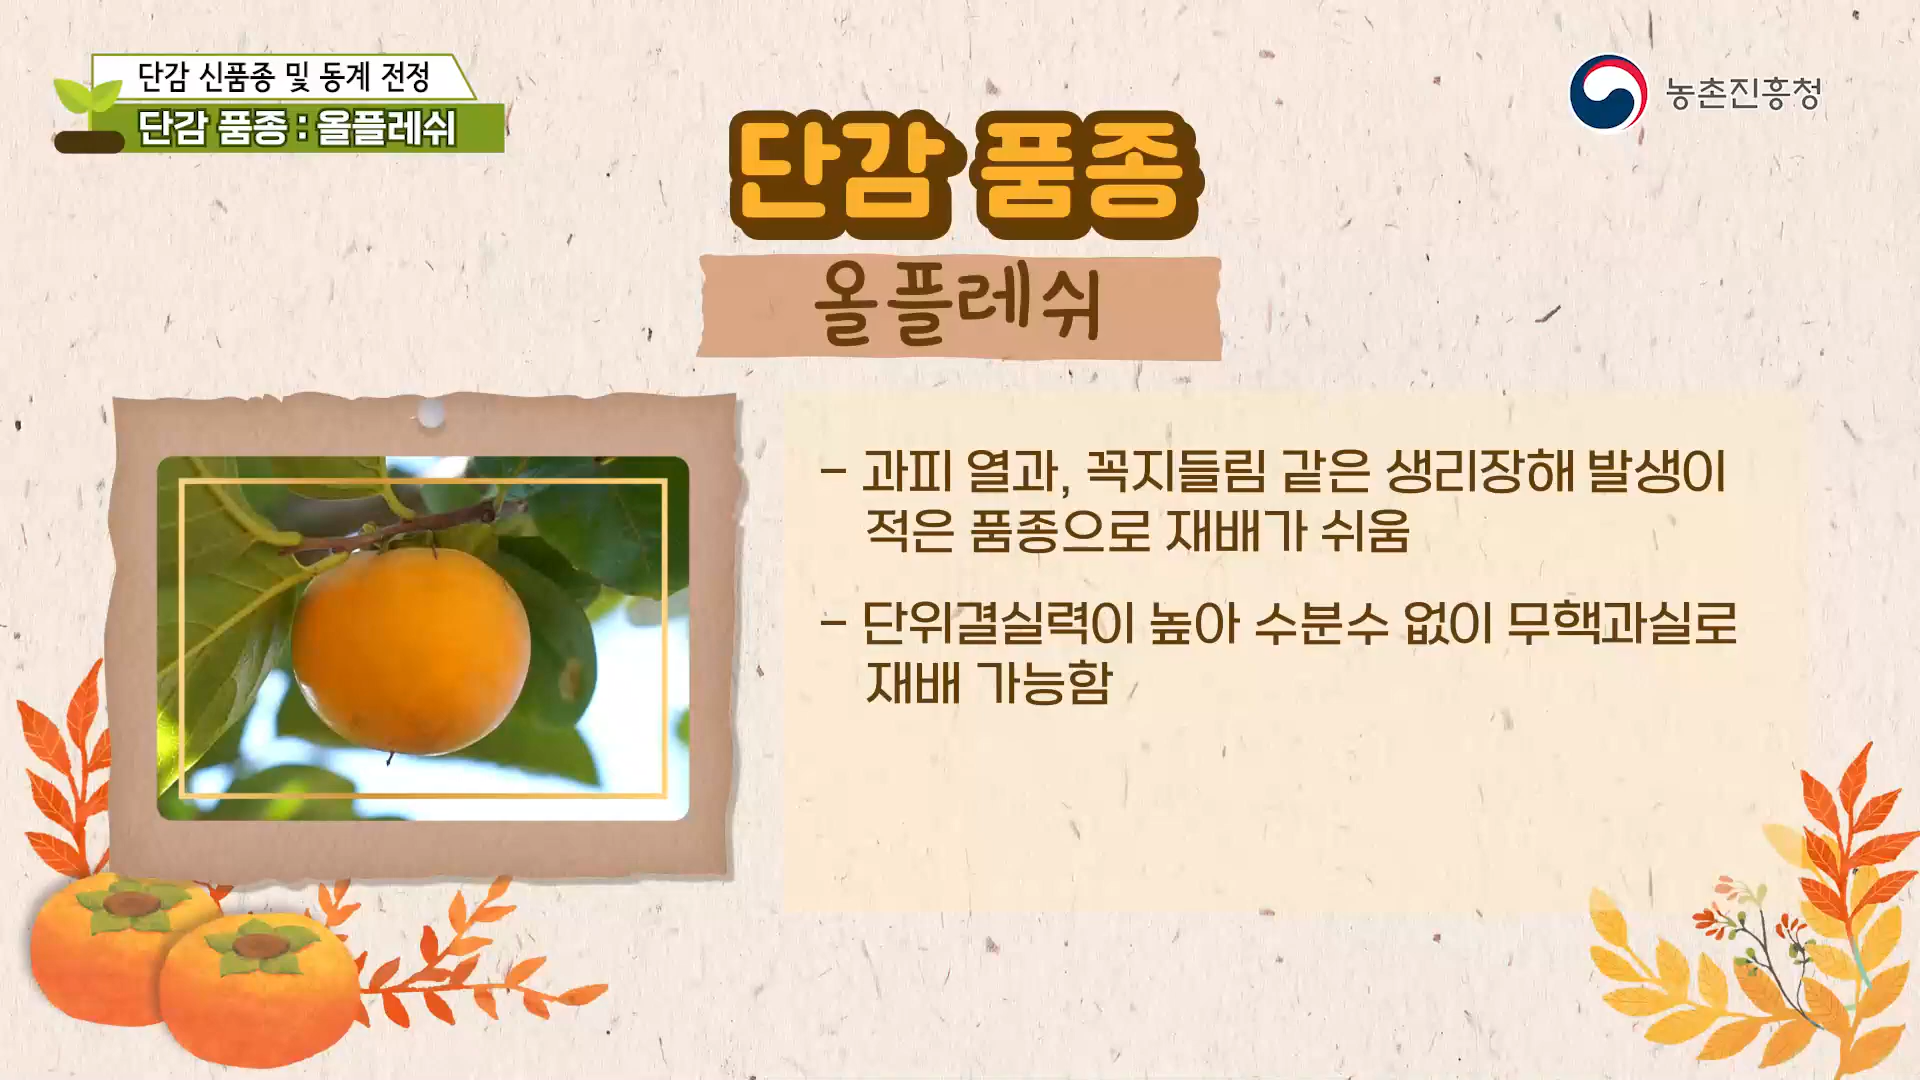 단감 신품종 및 동계 전정
단감 품종 : 올플레쉬
농촌진흥청
단감 품종
올플레쉬
- 과피 열과, 꼭지들림 같은 생리장해 발생이
적은 품종으로 재배가 쉬움
- 단위결실력이 높아 수분수 없이 무핵과실로
재배 가능함